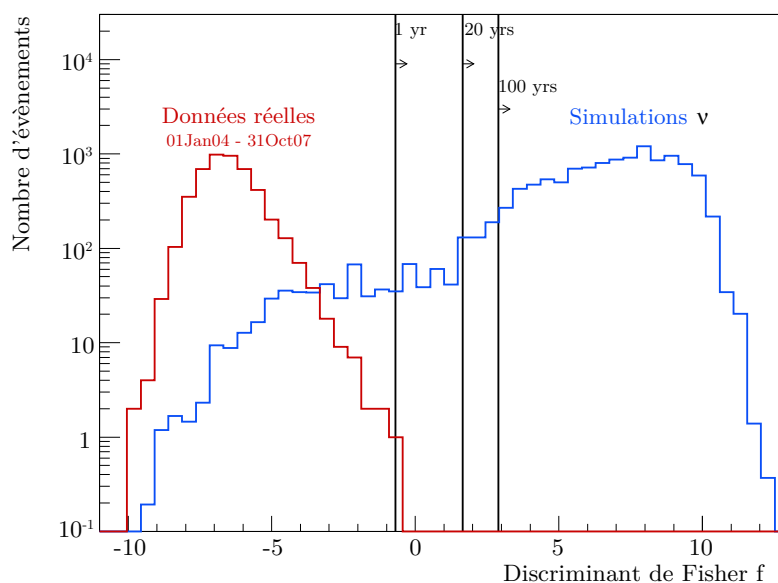 1 yr
20 yrs
100 yrs
Données réelles
01Jan04 - 31Oct07
Simulations ν
Nombre d'évènements
10⁴
10³
10²
10
1
10⁻¹
-10 -5 0 5 10
Discriminant de Fisher f